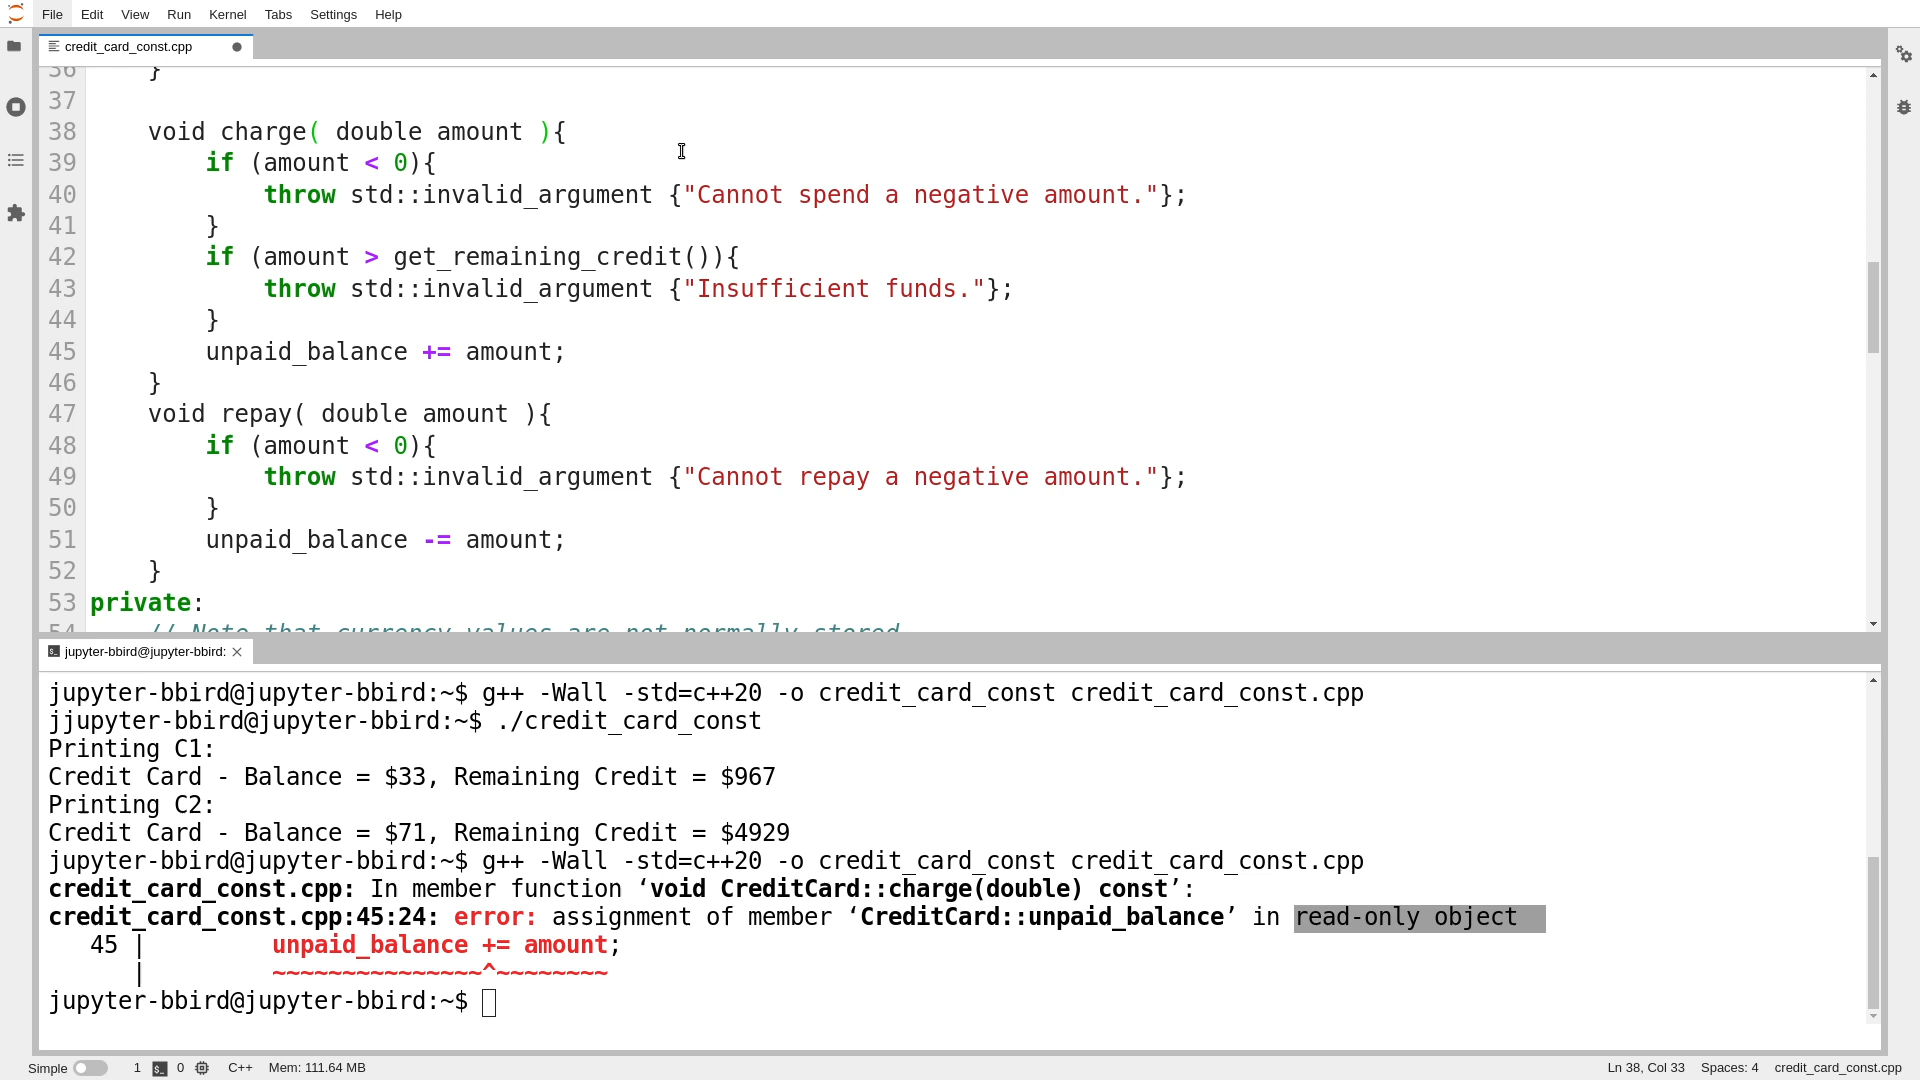 File Edit View Run Kernel Tabs Settings Help
credit_card_const.cpp
36     }
37
38     void charge( double amount ){
39         if (amount < 0){
40             throw std::invalid_argument {"Cannot spend a negative amount."};
41         }
42         if (amount > get_remaining_credit()){
43             throw std::invalid_argument {"Insufficient funds."};
44         }
45         unpaid_balance += amount;
46     }
47     void repay( double amount ){
48         if (amount < 0){
49             throw std::invalid_argument {"Cannot repay a negative amount."};
50         }
51         unpaid_balance -= amount;
52     }
53 private:
54     // Note that currency values are not normally stored
jupyter-bbird@jupyter-bbird:
jupyter-bbird@jupyter-bbird:~$ g++ -Wall -std=c++20 -o credit_card_const credit_card_const.cpp
jjupyter-bbird@jupyter-bbird:~$ ./credit_card_const
Printing C1:
Credit Card - Balance = $33, Remaining Credit = $967
Printing C2:
Credit Card - Balance = $71, Remaining Credit = $4929
jupyter-bbird@jupyter-bbird:~$ g++ -Wall -std=c++20 -o credit_card_const credit_card_const.cpp
credit_card_const.cpp: In member function ‘void CreditCard::charge(double) const’:
credit_card_const.cpp:45:24: error: assignment of member ‘CreditCard::unpaid_balance’ in read-only object
   45 |         unpaid_balance += amount;
      |         ~~~~~~~~~~~~~~~^~~~~~~~~
jupyter-bbird@jupyter-bbird:~$
Simple 1 0 C++ Mem: 111.64 MB Ln 38, Col 33 Spaces: 4 credit_card_const.cpp